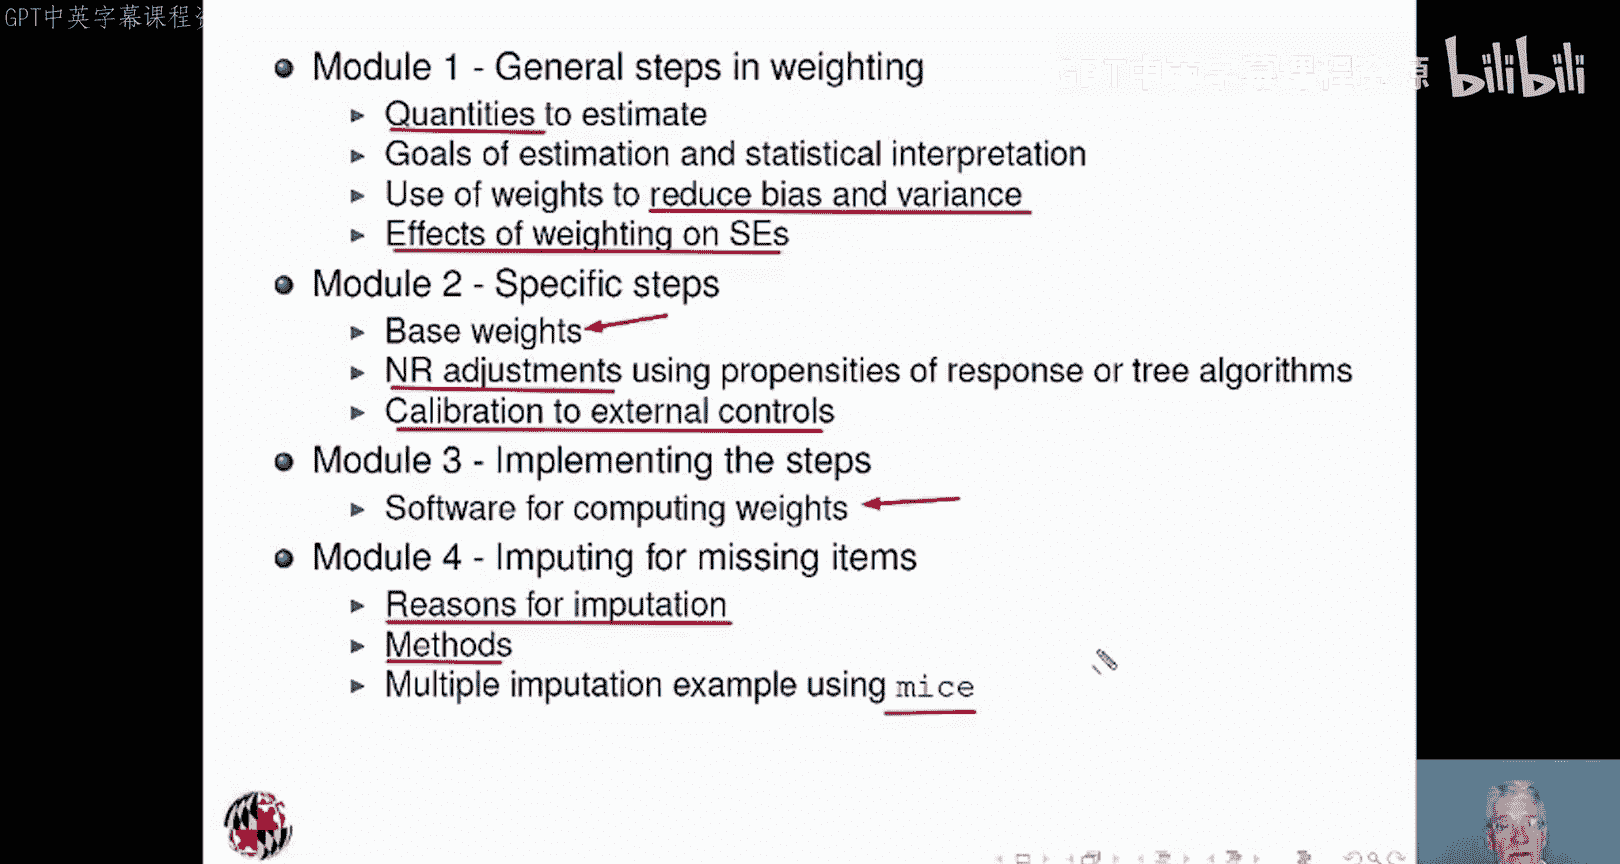 GPT中英字幕课程资
bilibili
Module 1 - General steps in weighting
Quantities to estimate
Goals of estimation and statistical interpretation
Use of weights to reduce bias and variance
Effects of weighting on SEs
Module 2 - Specific steps
Base weights
NR adjustments using propensities of response or tree algorithms
Calibration to external controls
Module 3 - Implementing the steps
Software for computing weights
Module 4 - Imputing for missing items
Reasons for imputation
Methods
Multiple imputation example using mice